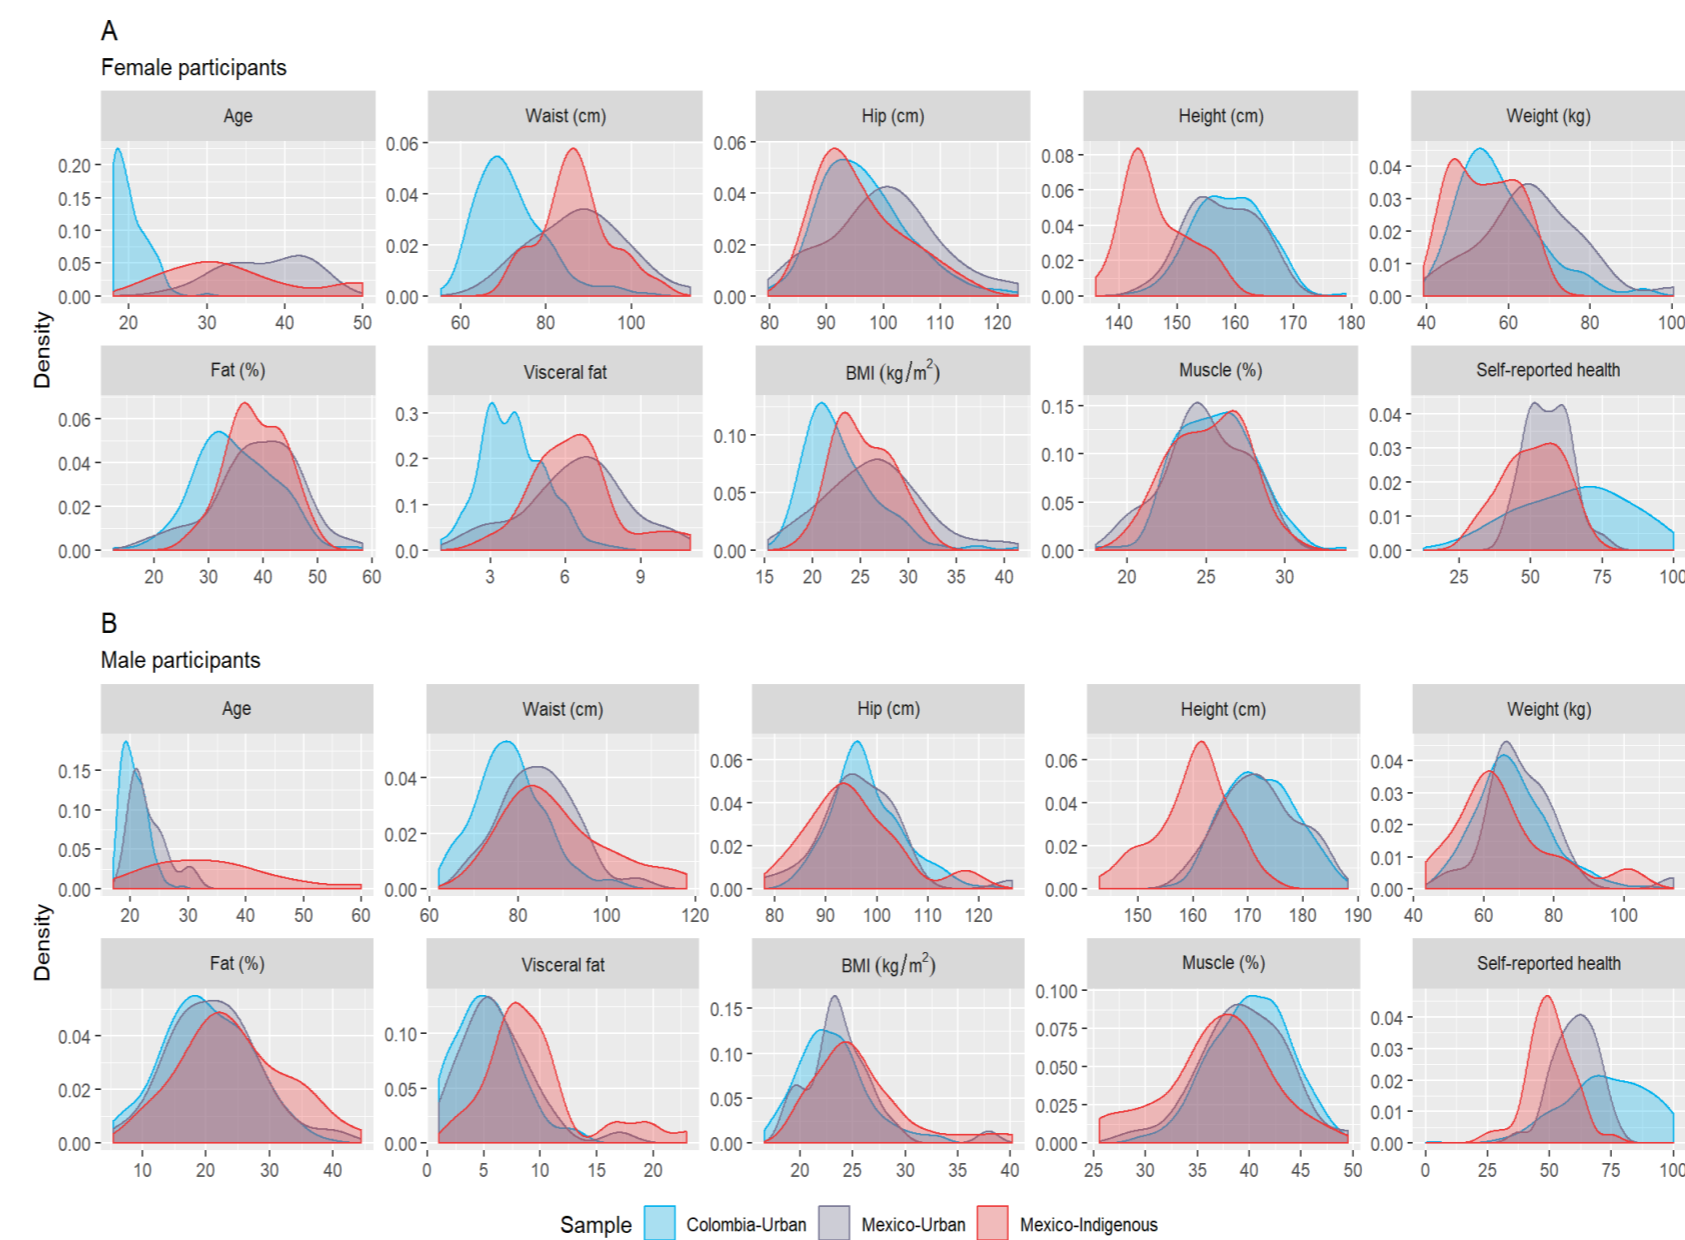 A
Female participants
Age Waist (cm) Hip (cm) Height (cm) Weight (kg)
0.20 0.15 0.10 0.05 0.00
20 30 40 50
0.06 0.04 0.02 0.00
60 80 100
0.06 0.04 0.02 0.00
80 90 100 110 120
0.08 0.06 0.04 0.02 0.00
140 150 160 170 180
0.04 0.03 0.02 0.01 0.00
40 60 80 100
Density
Fat (%) Visceral fat BMI (kg/m²) Muscle (%) Self-reported health
0.06 0.04 0.02 0.00
20 30 40 50 60
0.3 0.2 0.1 0.0
3 6 9
0.10 0.05 0.00
15 20 25 30 35 40
0.15 0.10 0.05 0.00
20 25 30
0.04 0.03 0.02 0.01 0.00
25 50 75 100
B
Male participants
Age Waist (cm) Hip (cm) Height (cm) Weight (kg)
0.15 0.10 0.05 0.00
20 30 40 50 60
0.04 0.02 0.00
60 80 100 120
0.06 0.04 0.02 0.00
80 90 100 110 120
0.06 0.04 0.02 0.00
150 160 170 180 190
0.04 0.03 0.02 0.01 0.00
40 60 80 100
Density
Fat (%) Visceral fat BMI (kg/m²) Muscle (%) Self-reported health
0.04 0.02 0.00
10 20 30 40
0.10 0.05 0.00
0 5 10 15 20
0.15 0.10 0.05 0.00
20 25 30 35 40
0.100 0.075 0.050 0.025 0.000
25 30 35 40 45 50
0.04 0.03 0.02 0.01 0.00
0 25 50 75 100
Sample Colombia-Urban Mexico-Urban Mexico-Indigenous